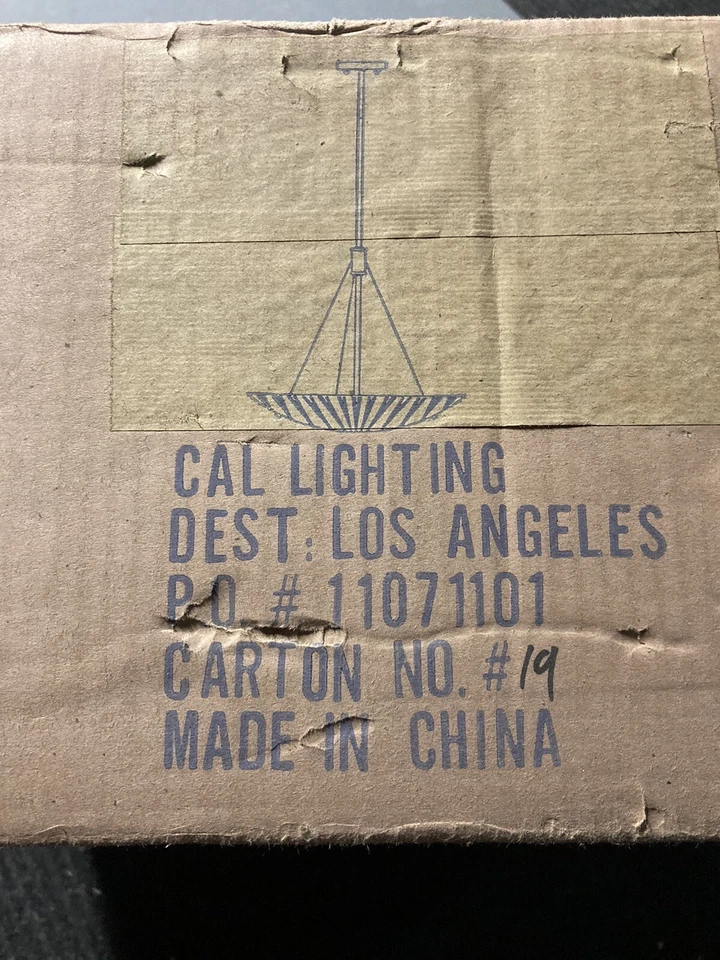 CAL LIGHTING
DEST: LOS ANGELES
P.O # 11071101
CARTON NO. #19
MADE IN CHINA